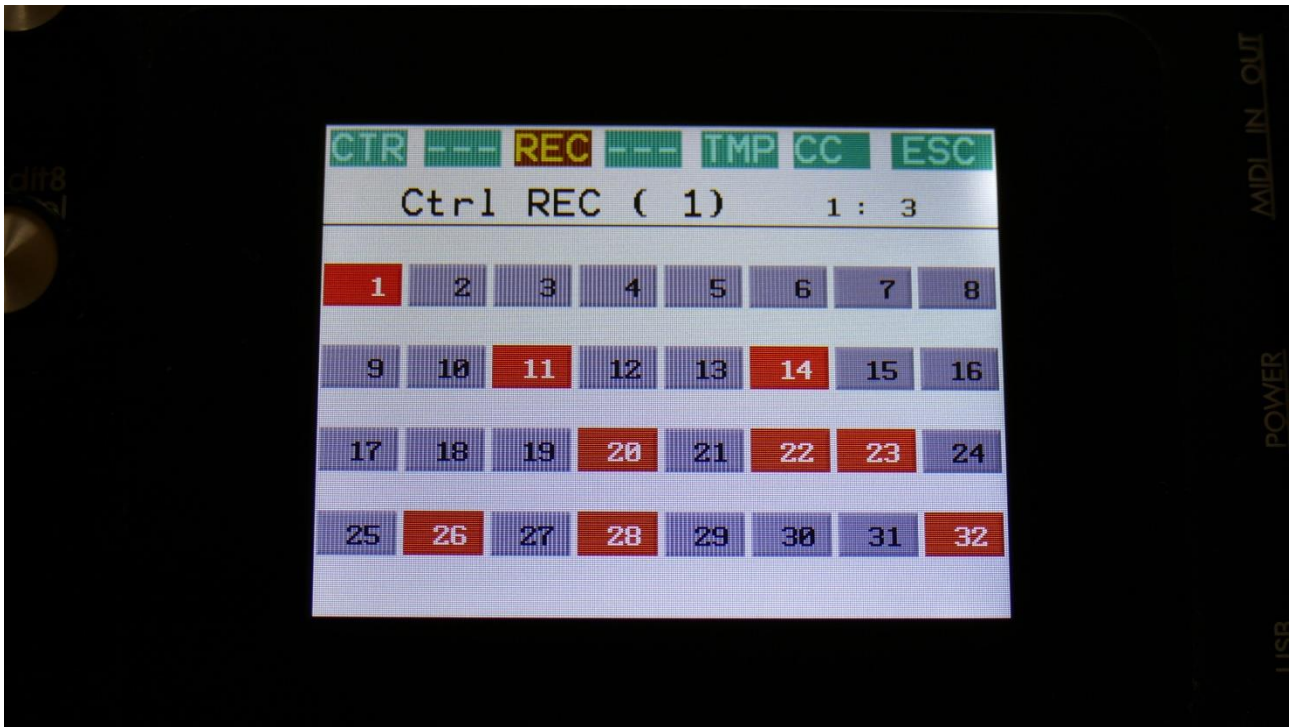 CTR --- REC --- TMP CC ESC
Ctrl REC ( 1) 1: 3
1 2 3 4 5 6 7 8
9 10 11 12 13 14 15 16
17 18 19 20 21 22 23 24
25 26 27 28 29 30 31 32
MIDI IN OUT
POWER
USB